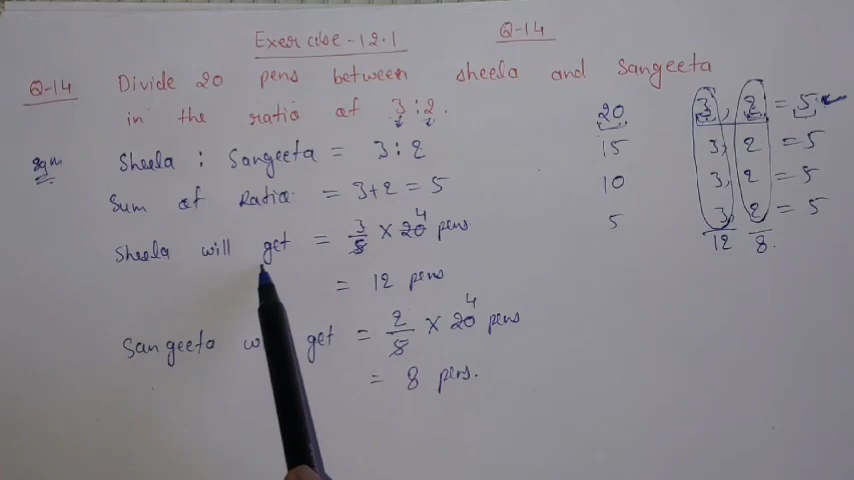 Exercise-12.1 Q-14
Q-14 Divide 20 pens between sheela and Sangeeta
in the ratio of 3:2.
Sheela : Sangeeta = 3:2
Sum of Ratio = 3+2 = 5
Sheela will get = 3/5 × 20 4 pens
= 12 pens
Sangeeta get = 2/5 × 20 4 pens
= 8 pens.
20 3, 2 = 5
15 3, 2 = 5
10 3, 2 = 5
5 3, 2 = 5
12 8.